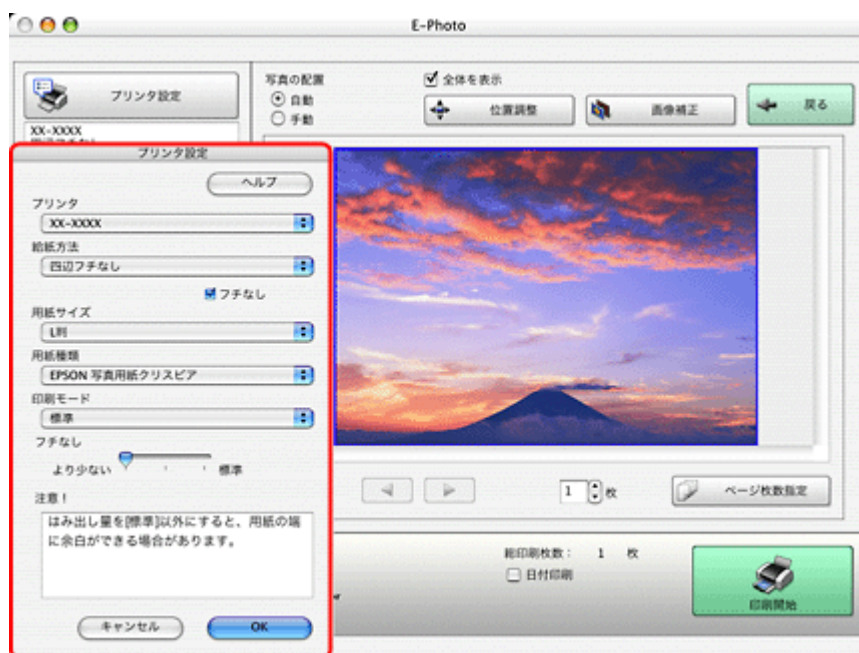 E-Photo
プリンタ設定
XX-XXXX
写真の配置
自動
手動
全体を表示
位置調整
画像補正
戻る
プリンタ設定
ヘルプ
プリンタ
XX-XXXX
給紙方法
四辺フチなし
フチなし
用紙サイズ
L判
用紙種類
EPSON 写真用紙クリスピア
印刷モード
標準
フチなし
より少ない
標準
注意！
はみ出し量を[標準]以外にすると、用紙の端
に余白ができる場合があります。
キャンセル
OK
1 枚
ページ枚数指定
総印刷枚数： 1 枚
日付印刷
印刷開始